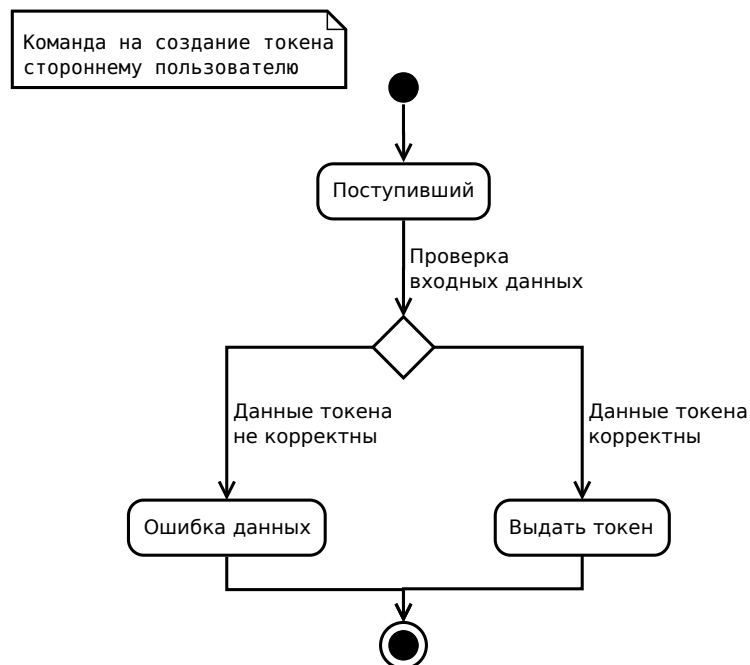 Команда на создание токена
стороннему пользователю
Поступивший
Проверка
входных данных
Данные токена
не корректны
Данные токена
корректны
Ошибка данных
Выдать токен